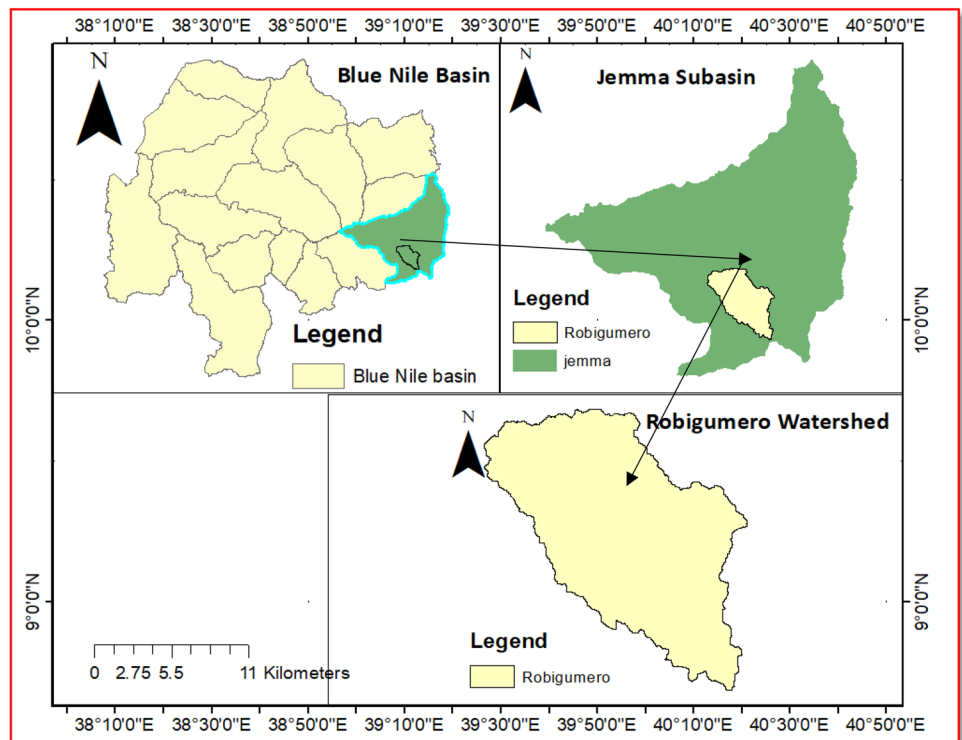 38°10'0"E 38°30'0"E 38°50'0"E 39°10'0"E 39°30'0"E 39°50'0"E 40°10'0"E 40°30'0"E 40°50'0"E
N
Blue Nile Basin
Legend
Blue Nile basin
N
Jemma Subasin
Legend
Robigumero
jemma
10°0'0"N
10°0'0"N
N
Robigumero Watershed
Legend
Robigumero
9°0'0"N
9°0'0"N
0 2.75 5.5 11 Kilometers
38°10'0"E 38°30'0"E 38°50'0"E 39°10'0"E 39°30'0"E 39°50'0"E 40°10'0"E 40°30'0"E 40°50'0"E